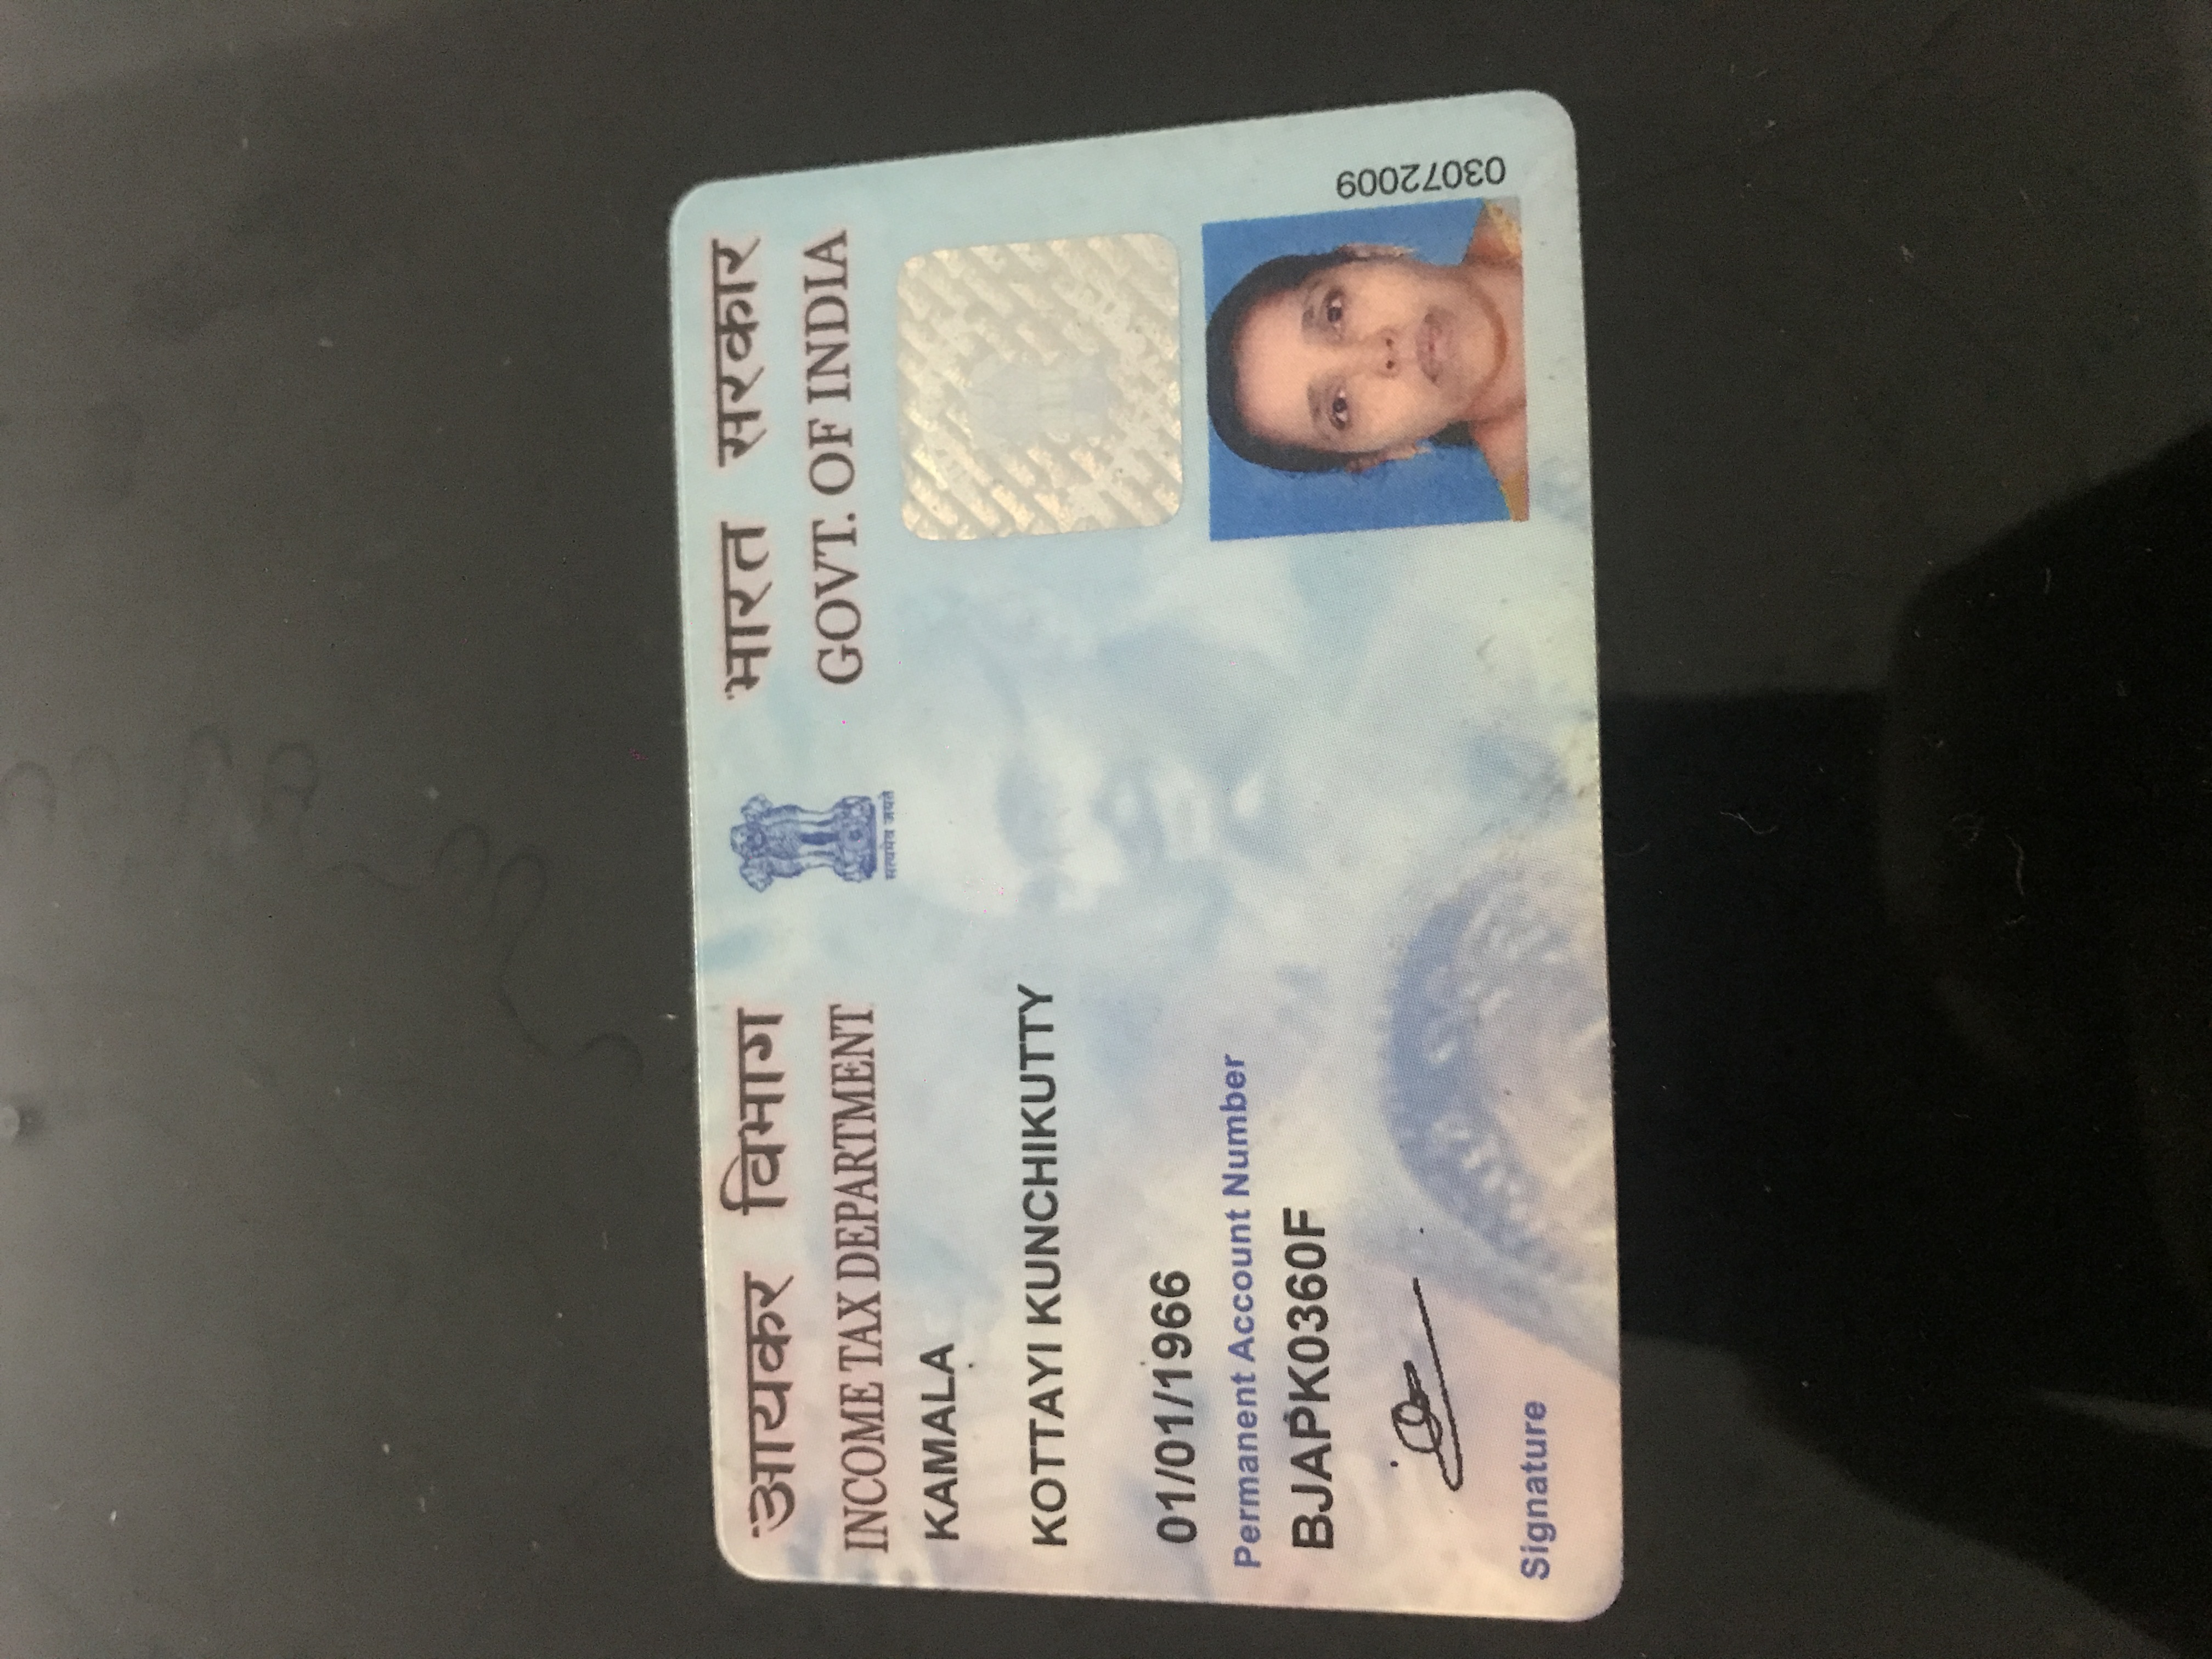 आयकर विभाग
INCOME TAX DEPARTMENT
सत्यमेव जयते
भारत सरकार
GOVT. OF INDIA
KAMALA
KOTTAYI KUNCHIKUTTY
01/01/1966
Permanent Account Number
BJAPK0360F
Signature
03072009